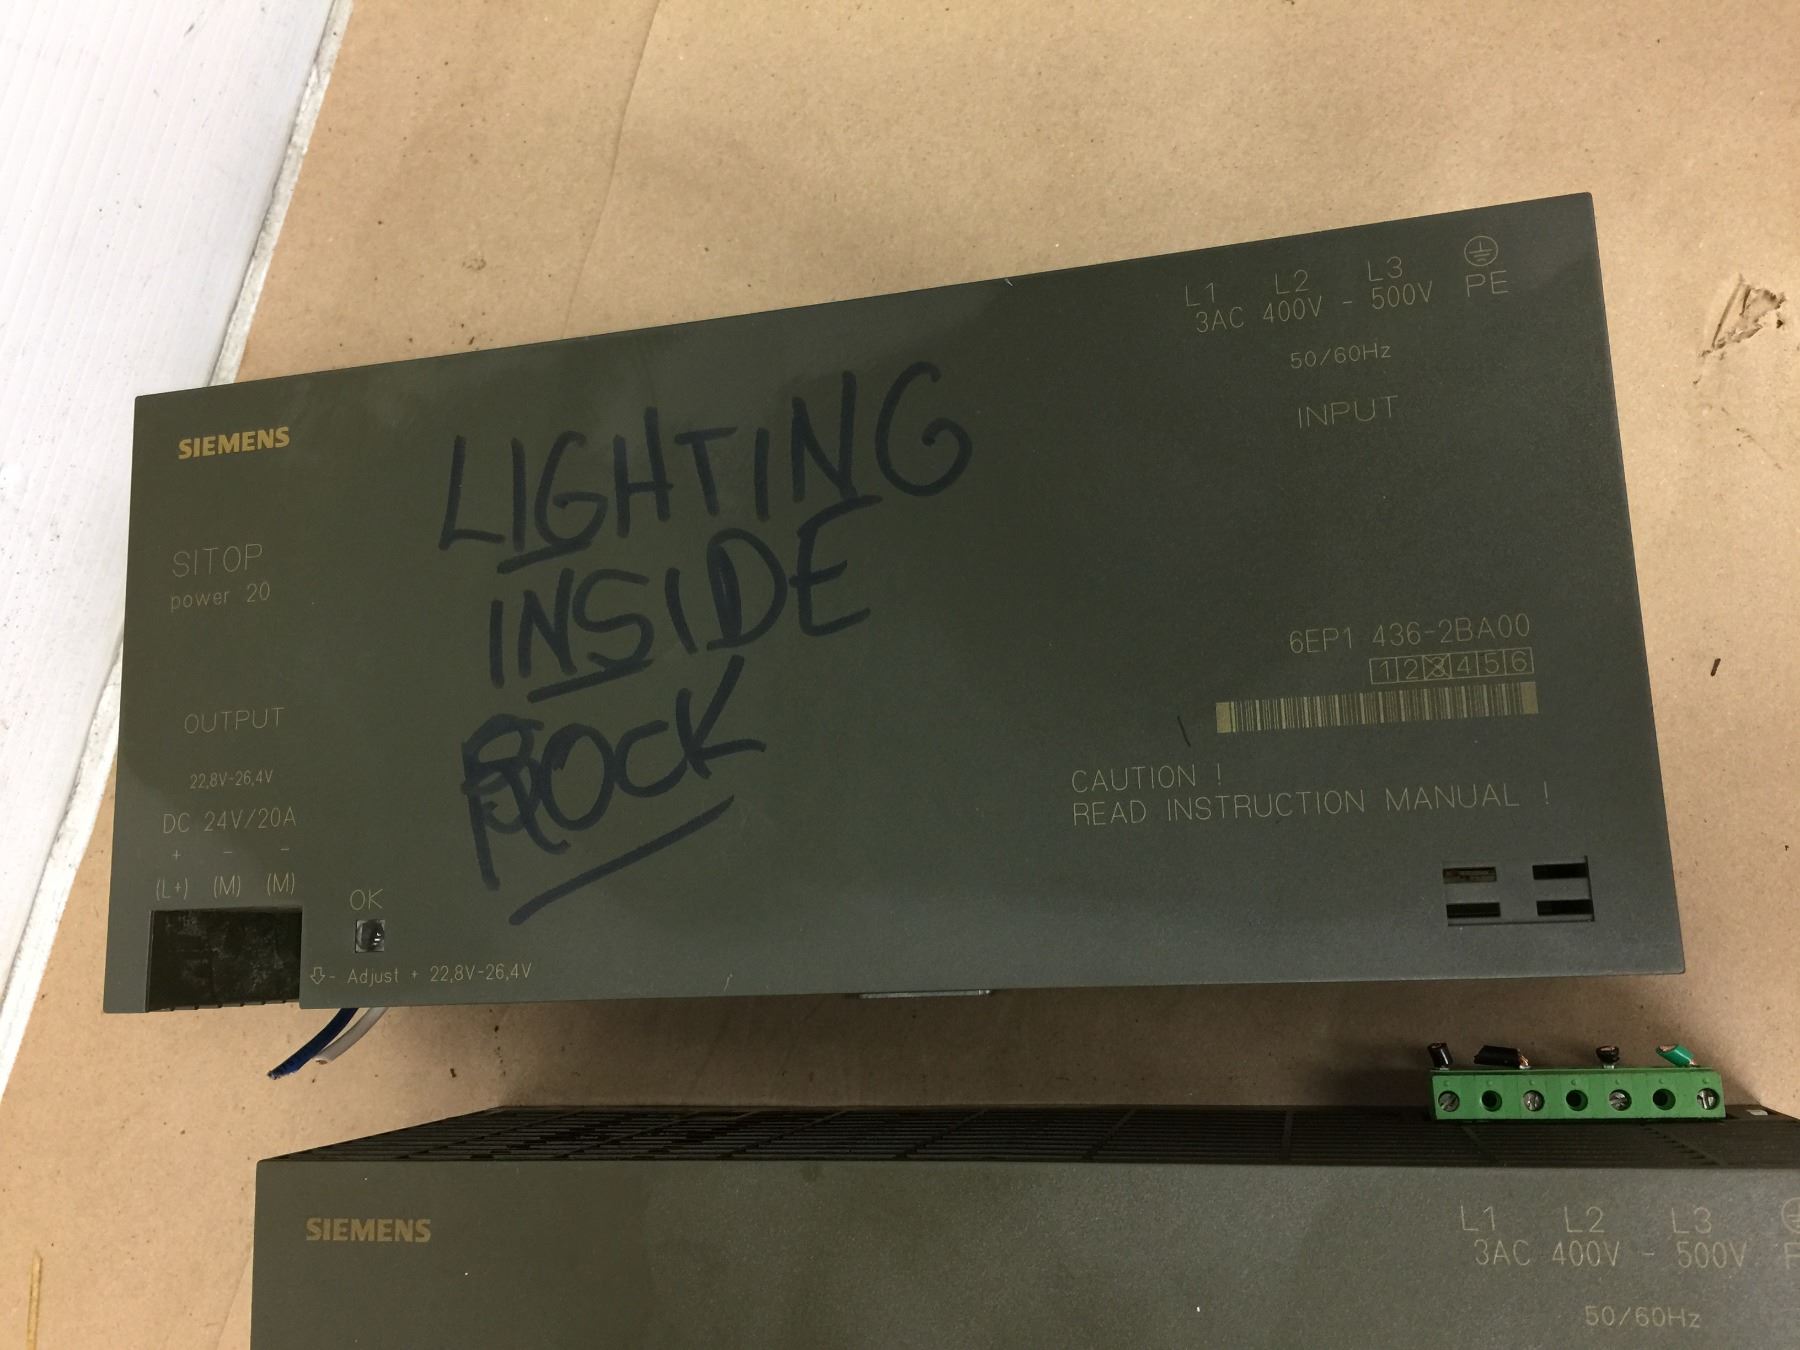 SIEMENS
SITOP
power 20
OUTPUT
22,8V-26,4V
DC 24V/20A
+ - -
(L+) (M) (M)
OK
- Adjust + 22,8V-26,4V
LIGHTING
INSIDE
ROCK
L1 L2 L3 PE
3AC 400V - 500V
50/60Hz
INPUT
6EP1 436-2BA00
1 2 3 4 5 6
CAUTION !
READ INSTRUCTION MANUAL !
SIEMENS
L1 L2 L3
3AC 400V - 500V
50/60Hz